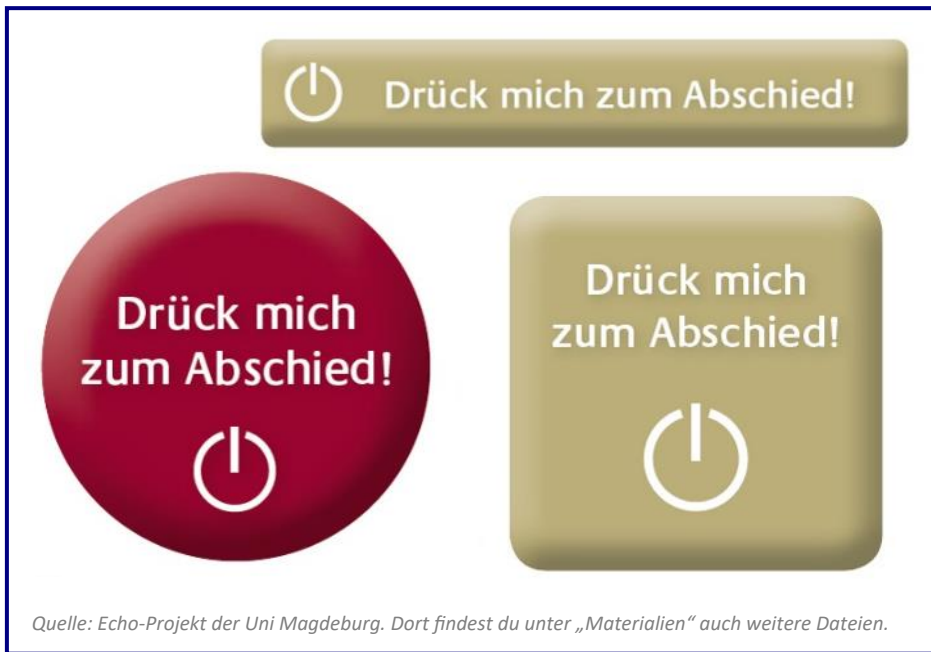 Drück mich zum Abschied!
Drück mich
zum Abschied!
Drück mich
zum Abschied!
Quelle: Echo-Projekt der Uni Magdeburg. Dort findest du unter „Materialien“ auch weitere Dateien.